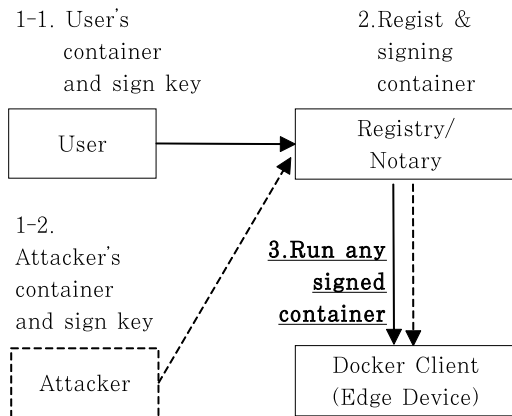 1-1. User's
container
and sign key
2.Regist &
signing
container
User
Registry/
Notary
1-2.
Attacker's
container
and sign key
3.Run any
signed
container
Attacker
Docker Client
(Edge Device)